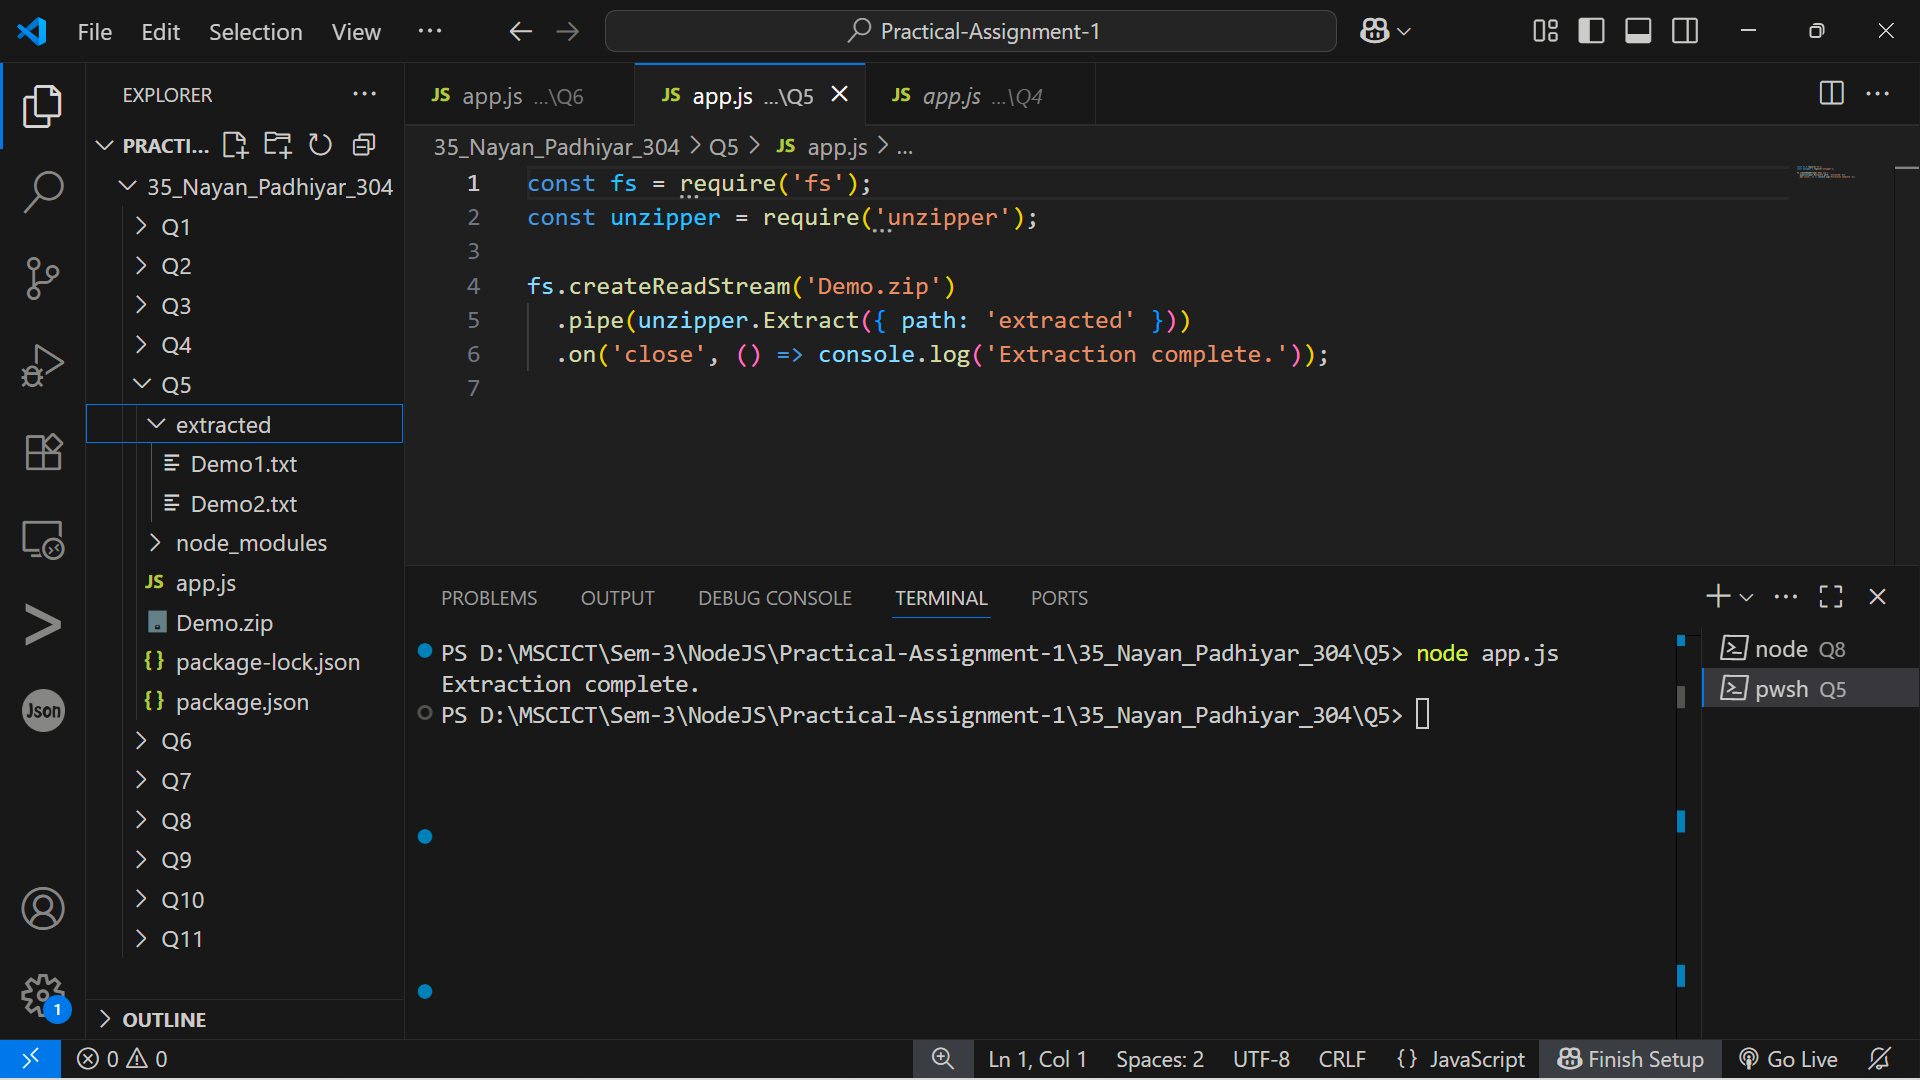 File Edit Selection View ··· Practical-Assignment-1
EXPLORER ···
PRACTI...
35_Nayan_Padhiyar_304
Q1
Q2
Q3
Q4
Q5
extracted
Demo1.txt
Demo2.txt
node_modules
JS app.js
Demo.zip
{} package-lock.json
{} package.json
Q6
Q7
Q8
Q9
Q10
Q11
OUTLINE
Json
1
JS app.js ...\Q6 JS app.js ...\Q5 JS app.js ...\Q4
35_Nayan_Padhiyar_304 > Q5 > JS app.js > ...
1 const fs = require('fs');
2 const unzipper = require('unzipper');
3
4 fs.createReadStream('Demo.zip')
5 .pipe(unzipper.Extract({ path: 'extracted' }))
6 .on('close', () => console.log('Extraction complete.'));
7
PROBLEMS OUTPUT DEBUG CONSOLE TERMINAL PORTS
PS D:\MSCICT\Sem-3\NodeJS\Practical-Assignment-1\35_Nayan_Padhiyar_304\Q5> node app.js
Extraction complete.
PS D:\MSCICT\Sem-3\NodeJS\Practical-Assignment-1\35_Nayan_Padhiyar_304\Q5>
node Q8
pwsh Q5
0 0 Ln 1, Col 1 Spaces: 2 UTF-8 CRLF {} JavaScript Finish Setup Go Live